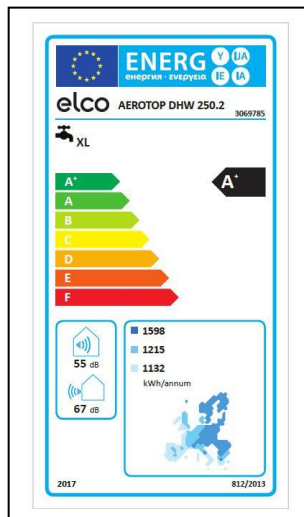 ENERG Y UA
енергия · ενεργεια IE IA
elco AEROTOP DHW 250.2
3069785
XL
A+
A+
A
B
C
D
E
F
55 dB
67 dB
1598
1215
1132
kWh/annum
2017 812/2013